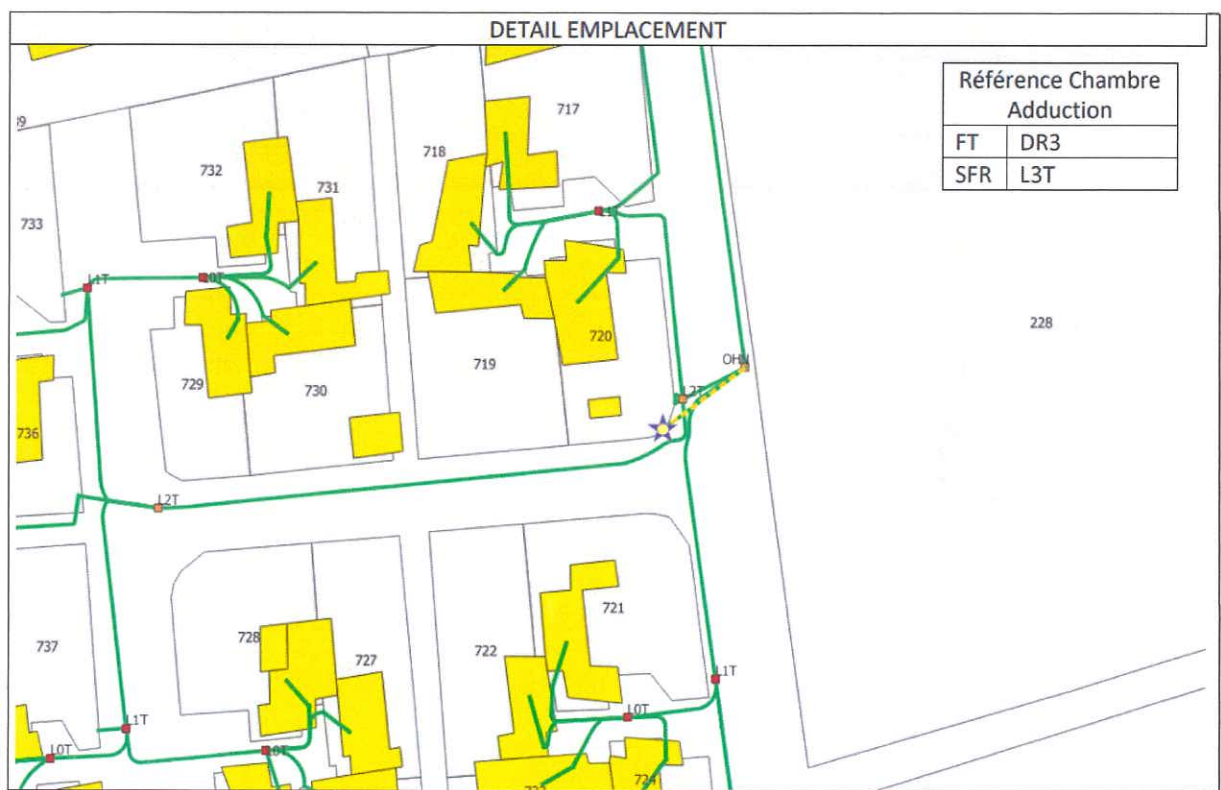 DETAIL EMPLACEMENT
Référence Chambre
Adduction
FT DR3
SFR L3T
717
718
732
731
733
L1T
L0T
228
720
719
OHN
729
730
L2T
736
L2T
721
728
737
722
727
L1T
L1T
L0T
L0T
L0T
724